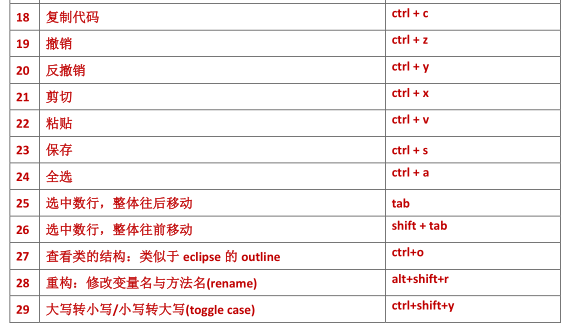 18 复制代码 ctrl + c
19 撤销 ctrl + z
20 反撤销 ctrl + y
21 剪切 ctrl + x
22 粘贴 ctrl + v
23 保存 ctrl + s
24 全选 ctrl + a
25 选中数行，整体往后移动 tab
26 选中数行，整体往前移动 shift + tab
27 查看类的结构：类似于 eclipse 的 outline ctrl+o
28 重构：修改变量名与方法名(rename) alt+shift+r
29 大写转小写/小写转大写(toggle case) ctrl+shift+y